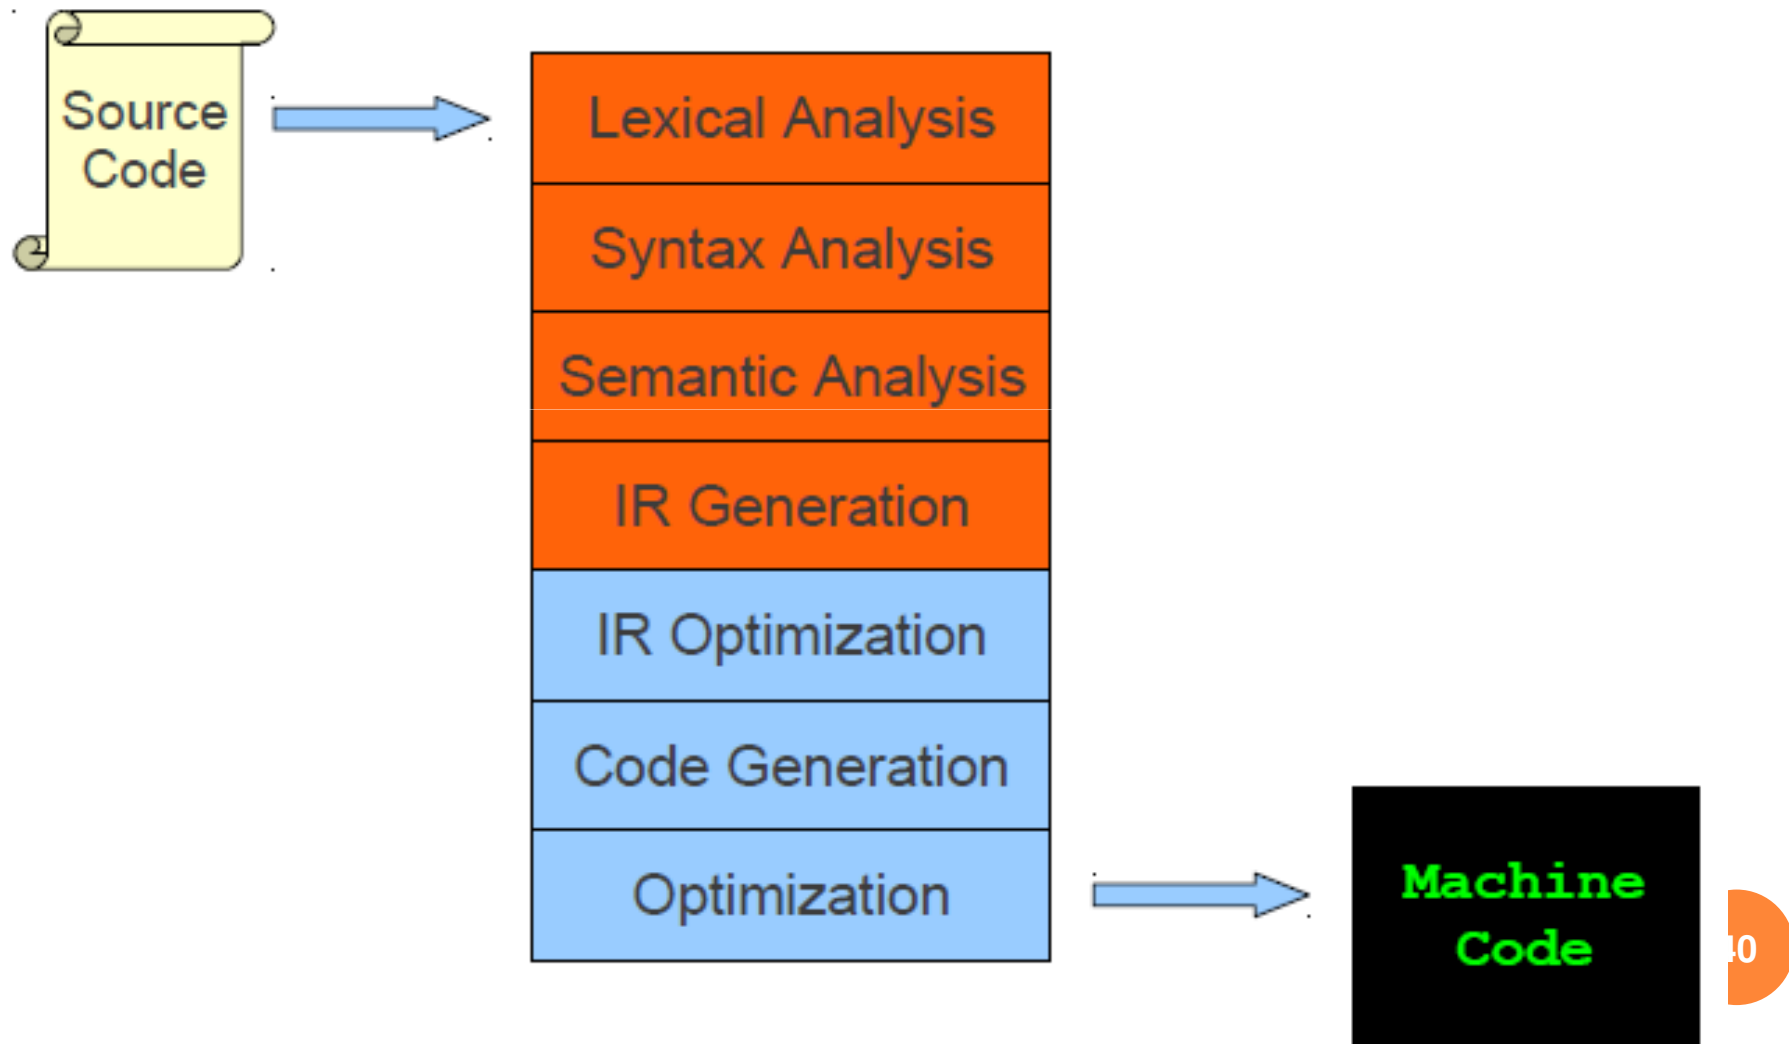 Source
Code
Lexical Analysis
Syntax Analysis
Semantic Analysis
IR Generation
IR Optimization
Code Generation
Optimization
Machine
Code